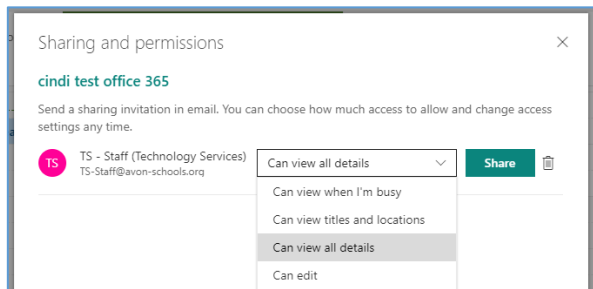 Sharing and permissions
cindi test office 365
Send a sharing invitation in email. You can choose how much access to allow and change access
settings any time.
TS
TS - Staff (Technology Services)
TS-Staff@avon-schools.org
Can view all details
Share
Can view when I'm busy
Can view titles and locations
Can view all details
Can edit